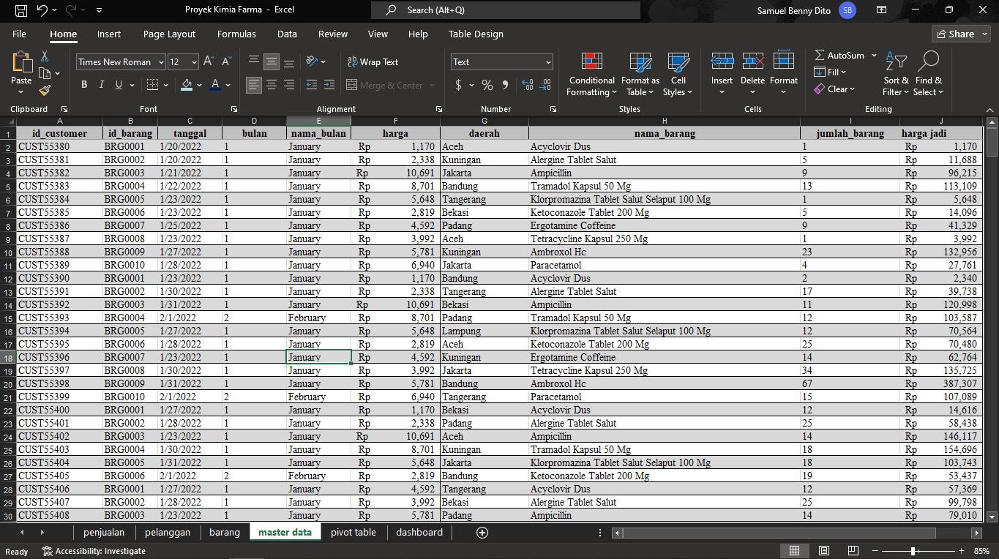 Proyek Kimia Farma - Excel Search (Alt+Q) Samuel Benny Dito SB
File Home Insert Page Layout Formulas Data Review View Help Table Design Share
Paste Times New Roman 12 A A Wrap Text Text Conditional Formatting Format as Table Cell Styles Insert Delete Format AutoSum Fill Clear Sort & Filter Find & Select
B I U A Merge & Center $ % 9
Clipboard Font Alignment Number Styles Cells Editing
A B C D E F G H I J
1 id_customer id_barang tanggal bulan nama_bulan harga daerah nama_barang jumlah_barang harga jadi
2 CUST55380 BRG0001 1/20/2022 1 January Rp 1,170 Aceh Acyclovir Dus 1 Rp 1,170
3 CUST55381 BRG0002 1/20/2022 1 January Rp 2,338 Kuningan Alergine Tablet Salut 5 Rp 11,688
4 CUST55382 BRG0003 1/21/2022 1 January Rp 10,691 Jakarta Ampicillin 9 Rp 96,215
5 CUST55383 BRG0004 1/22/2022 1 January Rp 8,701 Bandung Tramadol Kapsul 50 Mg 13 Rp 113,109
6 CUST55384 BRG0005 1/23/2022 1 January Rp 5,648 Tangerang Klorpromazina Tablet Salut Selaput 100 Mg 1 Rp 5,648
7 CUST55385 BRG0006 1/23/2022 1 January Rp 2,819 Bekasi Ketoconazole Tablet 200 Mg 5 Rp 14,096
8 CUST55386 BRG0007 1/25/2022 1 January Rp 4,592 Padang Ergotamine Coffeine 9 Rp 41,329
9 CUST55387 BRG0008 1/23/2022 1 January Rp 3,992 Aceh Tetracycline Kapsul 250 Mg 1 Rp 3,992
10 CUST55388 BRG0009 1/27/2022 1 January Rp 5,781 Kuningan Ambroxol Hc 23 Rp 132,956
11 CUST55389 BRG0010 1/28/2022 1 January Rp 6,940 Jakarta Paracetamol 4 Rp 27,761
12 CUST55390 BRG0001 1/23/2022 1 January Rp 1,170 Bandung Acyclovir Dus 2 Rp 2,340
13 CUST55391 BRG0002 1/30/2022 1 January Rp 2,338 Tangerang Alergine Tablet Salut 17 Rp 39,738
14 CUST55392 BRG0003 1/31/2022 1 January Rp 10,691 Bekasi Ampicillin 11 Rp 120,998
15 CUST55393 BRG0004 2/1/2022 2 February Rp 8,701 Padang Tramadol Kapsul 50 Mg 12 Rp 103,587
16 CUST55394 BRG0005 1/27/2022 1 January Rp 5,648 Lampung Klorpromazina Tablet Salut Selaput 100 Mg 12 Rp 70,564
17 CUST55395 BRG0006 1/28/2022 1 January Rp 2,819 Aceh Ketoconazole Tablet 200 Mg 25 Rp 70,480
18 CUST55396 BRG0007 1/23/2022 1 January Rp 4,592 Kuningan Ergotamine Coffeine 14 Rp 62,764
19 CUST55397 BRG0008 1/30/2022 1 January Rp 3,992 Jakarta Tetracycline Kapsul 250 Mg 34 Rp 135,725
20 CUST55398 BRG0009 1/31/2022 1 January Rp 5,781 Bandung Ambroxol Hc 67 Rp 387,307
21 CUST55399 BRG0010 2/1/2022 2 February Rp 6,940 Tangerang Paracetamol 15 Rp 107,089
22 CUST55400 BRG0001 1/27/2022 1 January Rp 1,170 Bekasi Acyclovir Dus 12 Rp 14,616
23 CUST55401 BRG0002 1/28/2022 1 January Rp 2,338 Padang Alergine Tablet Salut 25 Rp 58,438
24 CUST55402 BRG0003 1/31/2022 1 January Rp 10,691 Aceh Ampicillin 14 Rp 146,117
25 CUST55403 BRG0004 1/30/2022 1 January Rp 8,701 Kuningan Tramadol Kapsul 50 Mg 18 Rp 154,696
26 CUST55404 BRG0005 1/31/2022 1 January Rp 5,648 Jakarta Klorpromazina Tablet Salut Selaput 100 Mg 18 Rp 103,743
27 CUST55405 BRG0006 2/1/2022 2 February Rp 2,819 Bandung Ketoconazole Tablet 200 Mg 19 Rp 53,437
28 CUST55406 BRG0001 1/27/2022 1 January Rp 4,592 Tangerang Acyclovir Dus 12 Rp 57,369
29 CUST55407 BRG0002 1/28/2022 1 January Rp 3,992 Bekasi Alergine Tablet Salut 25 Rp 99,798
30 CUST55408 BRG0003 1/23/2022 1 January Rp 5,781 Padang Ampicillin 14 Rp 79,010
penjualan pelanggan barang master data pivot table dashboard
Ready Accessibility: Investigate 85%